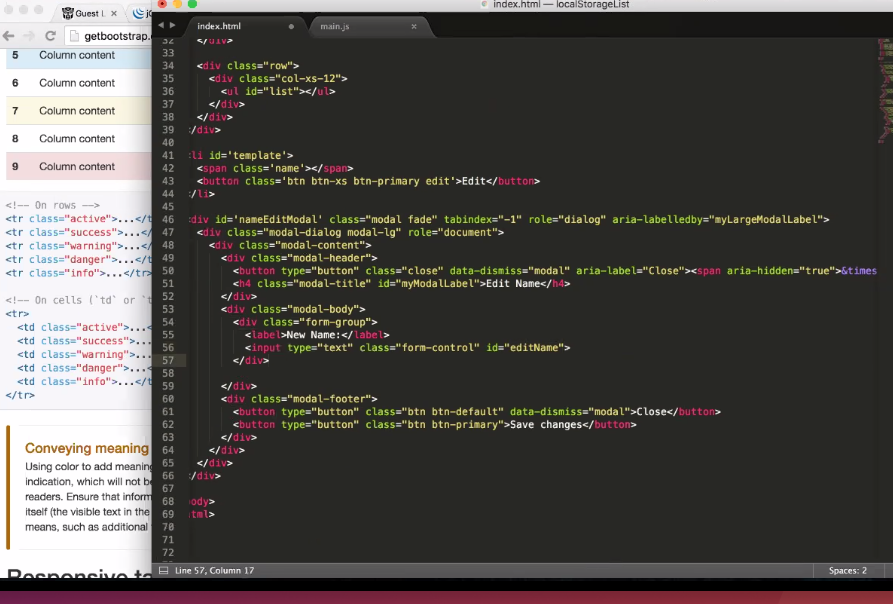 index.html — localStorageList
Guest
getbootstrap.
index.html
main.js
5 Column content
6 Column content
7 Column content
8 Column content
9 Column content
<!-- On rows -->
<tr class="active">...</t
<tr class="success">...</
<tr class="warning">...</
<tr class="danger">...</t
<tr class="info">...</tr>
<!-- On cells (`td` or `t
<tr>
<td class="active">...<
<td class="success">...
<td class="warning">...
<td class="danger">...<
<td class="info">...</t
</tr>
Conveying meaning
Using color to add meaning
indication, which will not be
readers. Ensure that inform
itself (the visible text in the
means, such as additional
Responsive ta
32 </div>
33
34 <div class="row">
35 <div class="col-xs-12">
36 <ul id="list"></ul>
37 </div>
38 </div>
39 /div>
40
41 li id='template'>
42 <span class='name'></span>
43 <button class='btn btn-xs btn-primary edit'>Edit</button>
44 /li>
45
46 div id='nameEditModal' class="modal fade" tabindex="-1" role="dialog" aria-labelledby="myLargeModalLabel">
47 <div class="modal-dialog modal-lg" role="document">
48 <div class="modal-content">
49 <div class="modal-header">
50 <button type="button" class="close" data-dismiss="modal" aria-label="Close"><span aria-hidden="true">&times
51 <h4 class="modal-title" id="myModalLabel">Edit Name</h4>
52 </div>
53 <div class="modal-body">
54 <div class="form-group">
55 <label>New Name:</label>
56 <input type="text" class="form-control" id="editName">
57 </div>
58
59 </div>
60 <div class="modal-footer">
61 <button type="button" class="btn btn-default" data-dismiss="modal">Close</button>
62 <button type="button" class="btn btn-primary">Save changes</button>
63 </div>
64 </div>
65 </div>
66 /div>
67
68 ody>
69 tml>
70
71
72
Line 57, Column 17
Spaces: 2